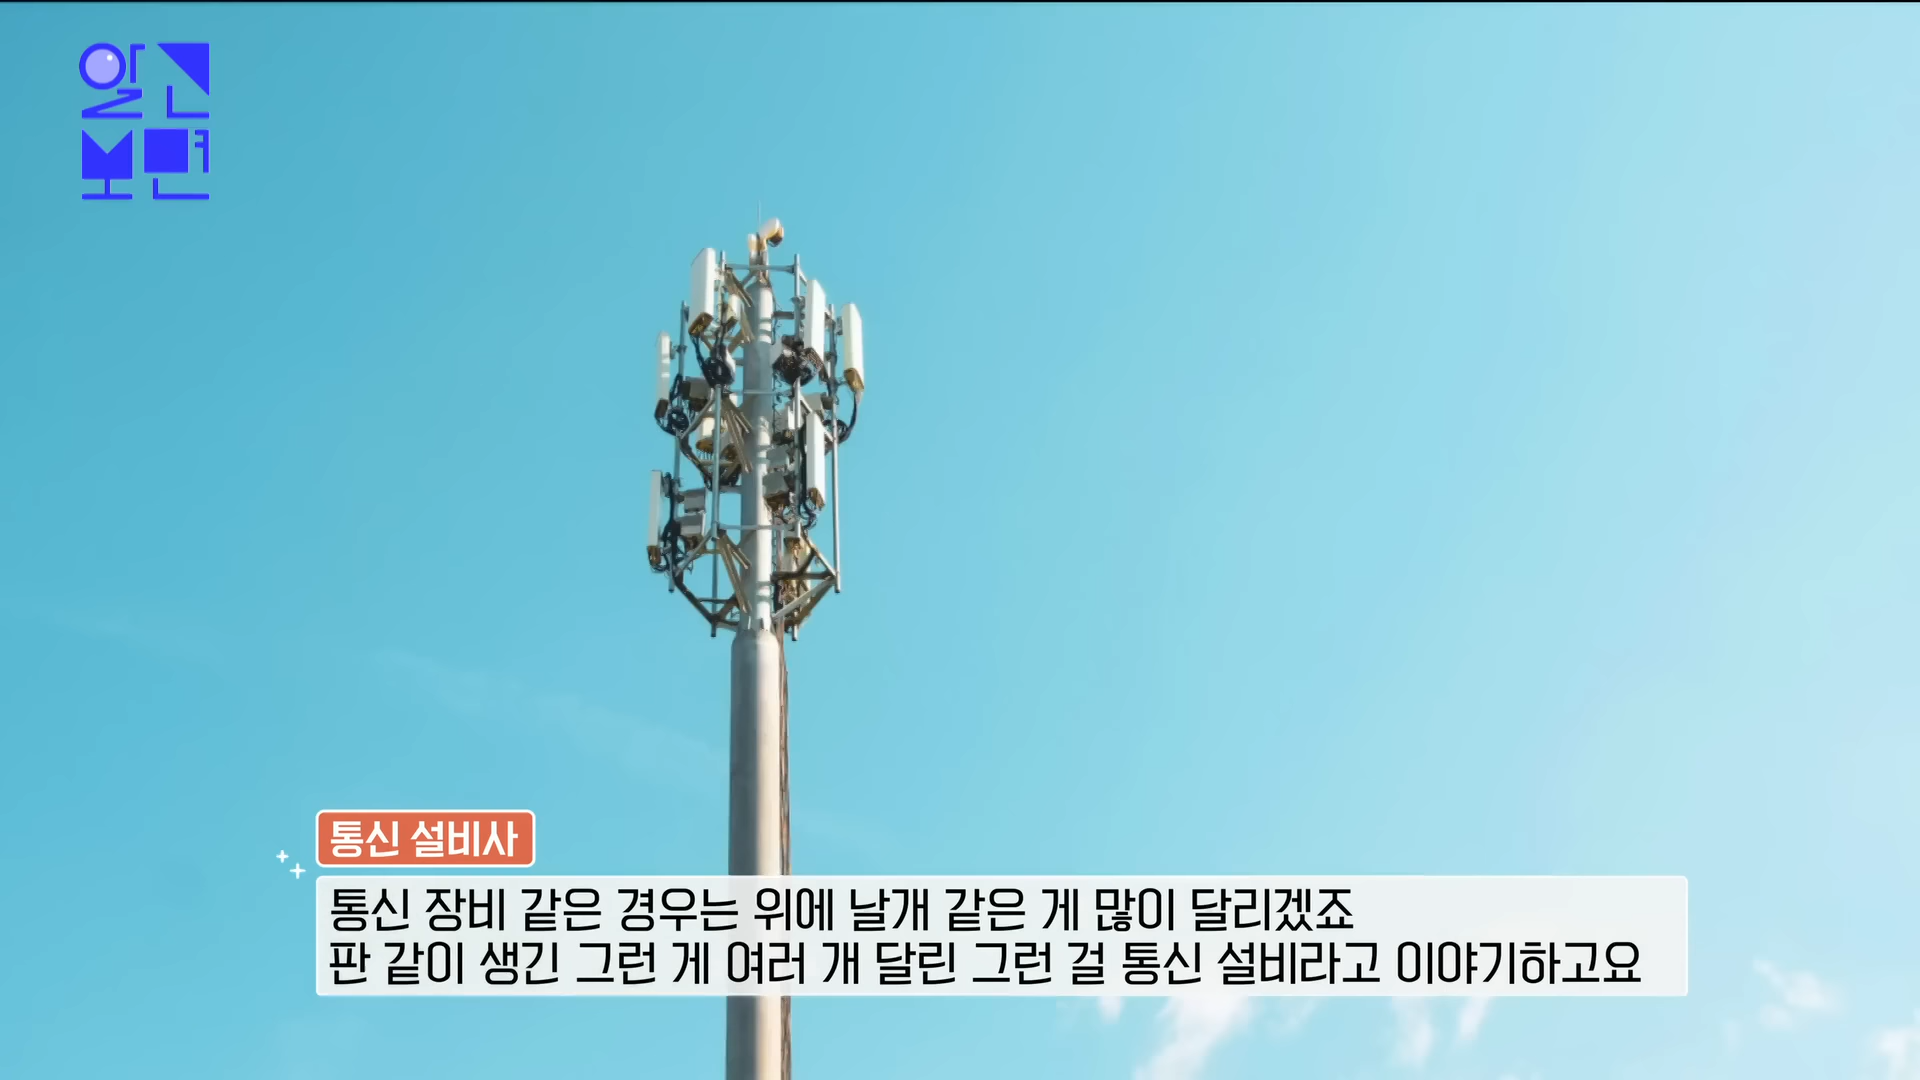 알고
보면
통신 설비사
통신 장비 같은 경우는 위에 날개 같은 게 많이 달리겠죠
판 같이 생긴 그런 게 여러 개 달린 그런 걸 통신 설비라고 이야기하고요